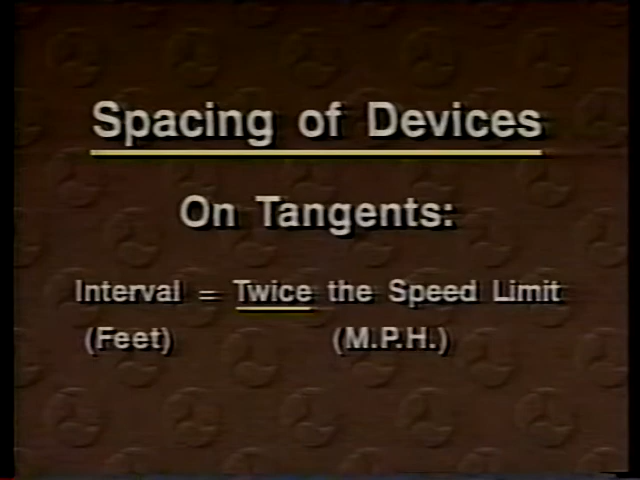 Spacing of Devices
On Tangents:
Interval = Twice the Speed Limit
(Feet) (M.P.H.)